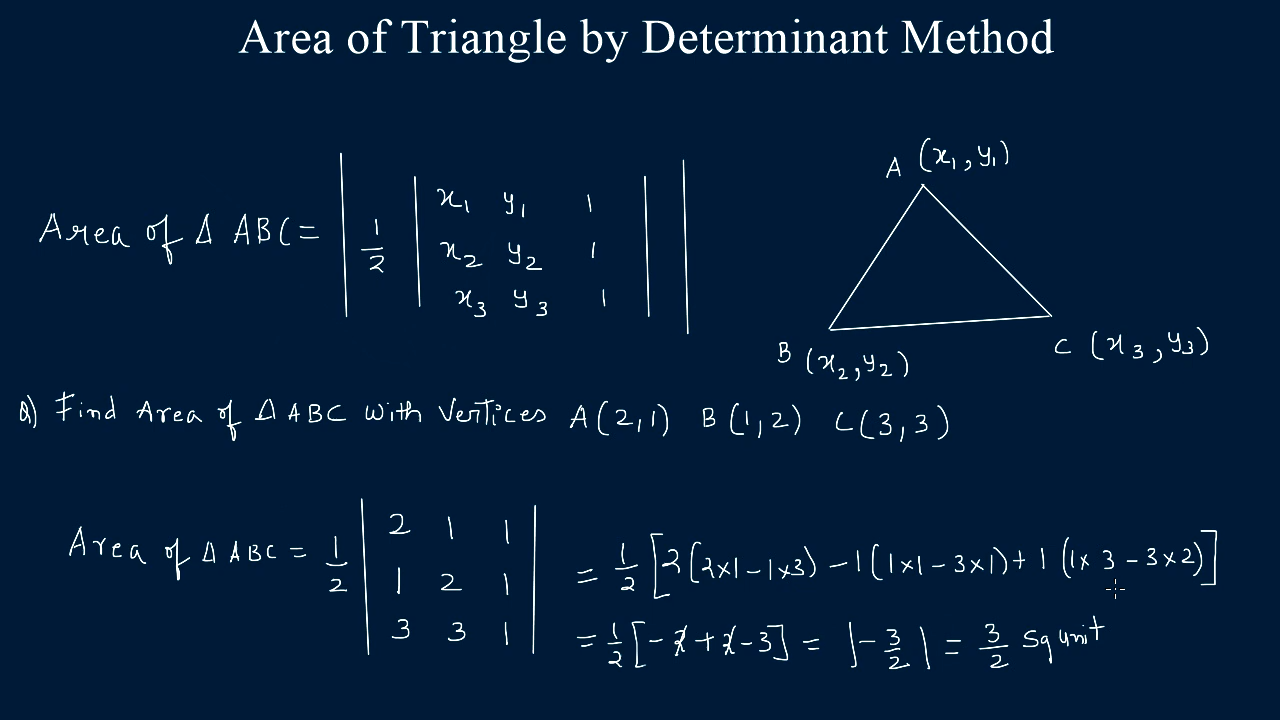 Area of Triangle by Determinant Method
A (x₁, y₁)
Area of Δ ABC = | 1/2 | x₁ y₁ 1 | |
x₂ y₂ 1
x₃ y₃ 1
B (x₂, y₂)
C (x₃, y₃)
Q) Find Area of Δ ABC with Vertices A(2,1) B(1,2) C(3,3)
Area of Δ ABC = 1/2 | 2 1 1 |
1 2 1
3 3 1
= 1/2 [2(2×1 – 1×3) – 1(1×1 – 3×1) + 1(1×3 – 3×2)]
= 1/2 [-2 + 2 - 3] = |-3/2| = 3/2 Sq unit